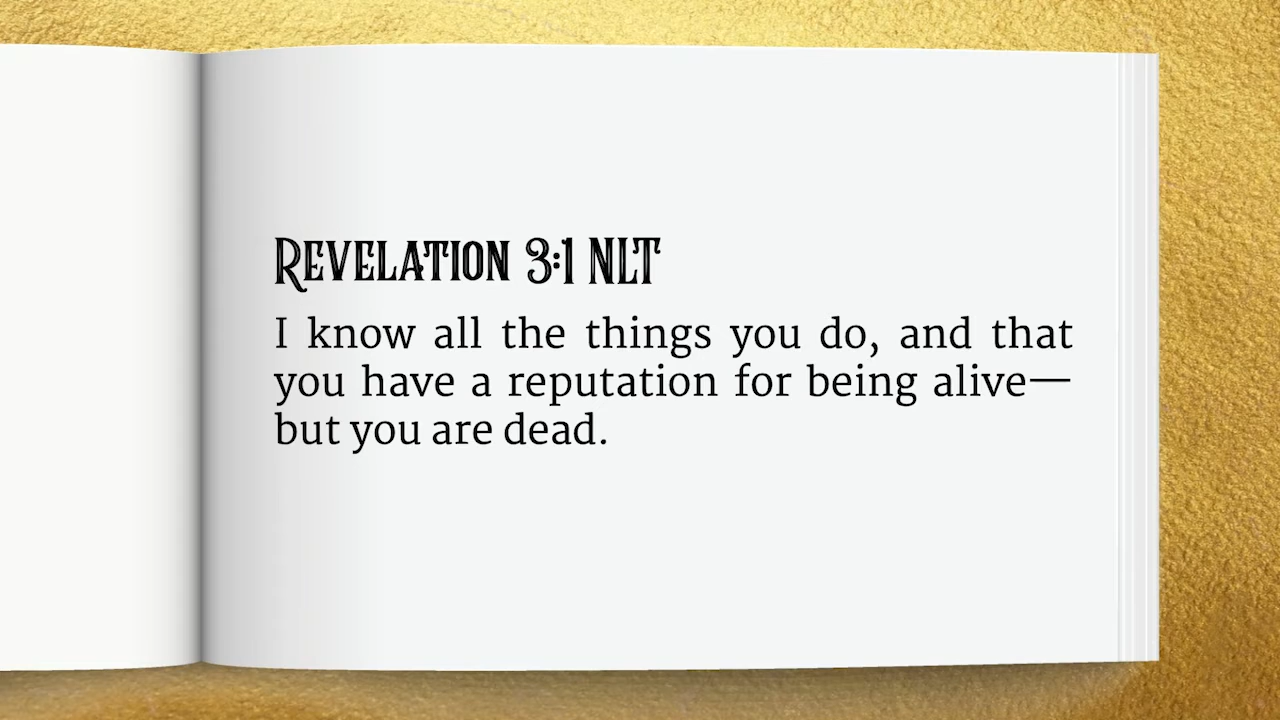 Revelation 3:1 NLT
I know all the things you do, and that
you have a reputation for being alive—
but you are dead.